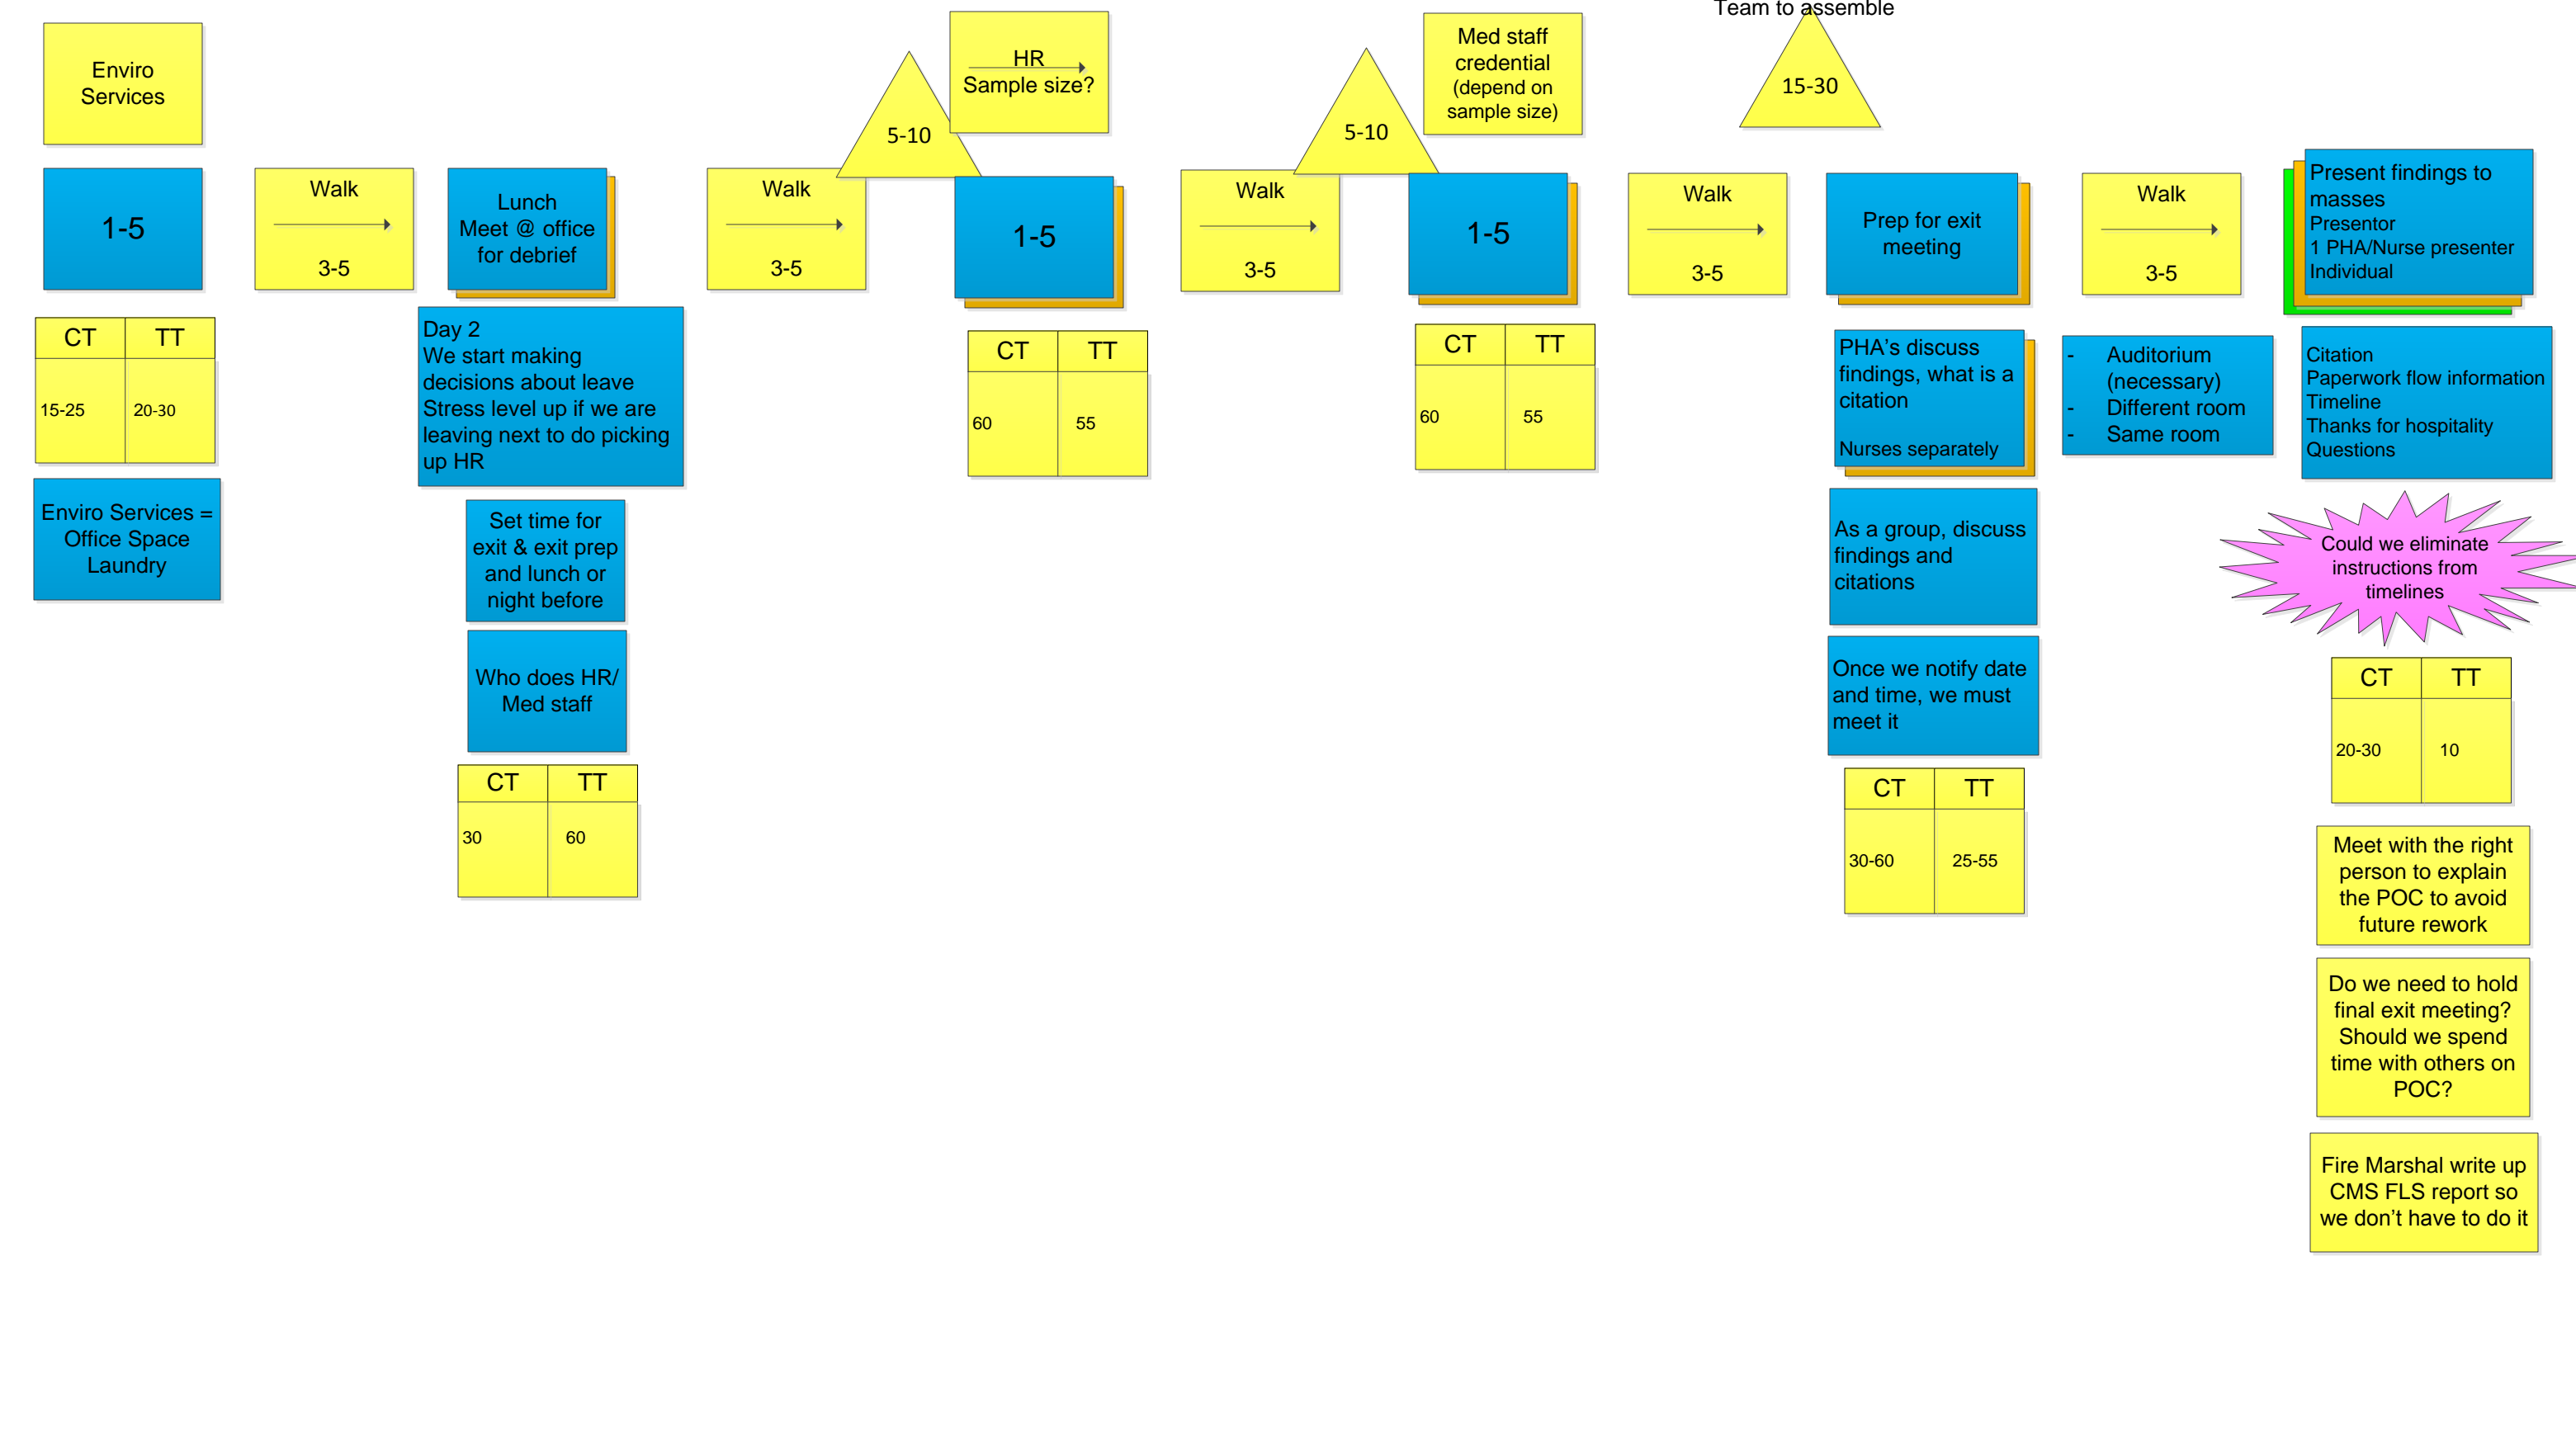 Enviro
Services
1-5
CT TT
15-25 20-30
Enviro Services =
Office Space
Laundry
Walk
3-5
Lunch
Meet @ office
for debrief
Day 2
We start making
decisions about leave
Stress level up if we are
leaving next to do picking
up HR
Set time for
exit & exit prep
and lunch or
night before
Who does HR/
Med staff
CT TT
30 60
Walk
3-5
5-10
HR
Sample size?
1-5
CT TT
60 55
Walk
3-5
5-10
Med staff
credential
(depend on
sample size)
1-5
CT TT
60 55
Walk
3-5
Team to assemble
15-30
Prep for exit
meeting
PHA’s discuss
findings, what is a
citation
Nurses separately
As a group, discuss
findings and
citations
Once we notify date
and time, we must
meet it
CT TT
30-60 25-55
Walk
3-5
- Auditorium
(necessary)
- Different room
- Same room
Present findings to
masses
Presentor
1 PHA/Nurse presenter
Individual
Citation
Paperwork flow information
Timeline
Thanks for hospitality
Questions
Could we eliminate
instructions from
timelines
CT TT
20-30 10
Meet with the right
person to explain
the POC to avoid
future rework
Do we need to hold
final exit meeting?
Should we spend
time with others on
POC?
Fire Marshal write up
CMS FLS report so
we don’t have to do it